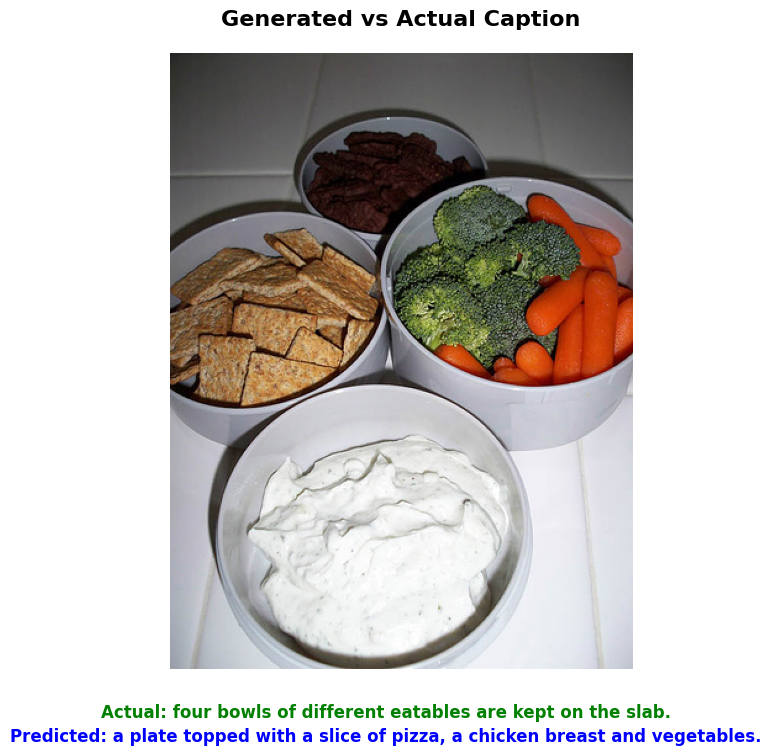 Generated vs Actual Caption
Actual: four bowls of different eatables are kept on the slab.
Predicted: a plate topped with a slice of pizza, a chicken breast and vegetables.